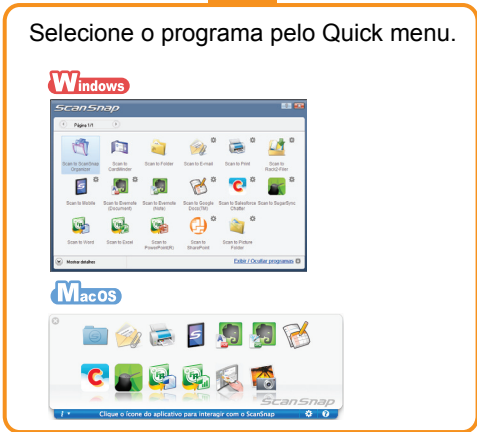 Selecione o programa pelo Quick menu.
Windows
ScanSnap
Página 1/1
Scan to ScanSnap Organizer
Scan to CardMinder
Scan to Folder
Scan to E-mail
Scan to Print
Scan to Rack2-Filer
Scan to Mobile
Scan to Evernote (Document)
Scan to Evernote (Note)
Scan to Google Docs(TM)
Scan to Salesforce Chatter
Scan to SugarSync
Scan to Word
Scan to Excel
Scan to PowerPoint(R)
Scan to SharePoint
Scan to Picture Folder
Mostrar detalhes
Exibir / Ocultar programas
MacOS
ScanSnap
Clique o ícone do aplicativo para interagir com o ScanSnap